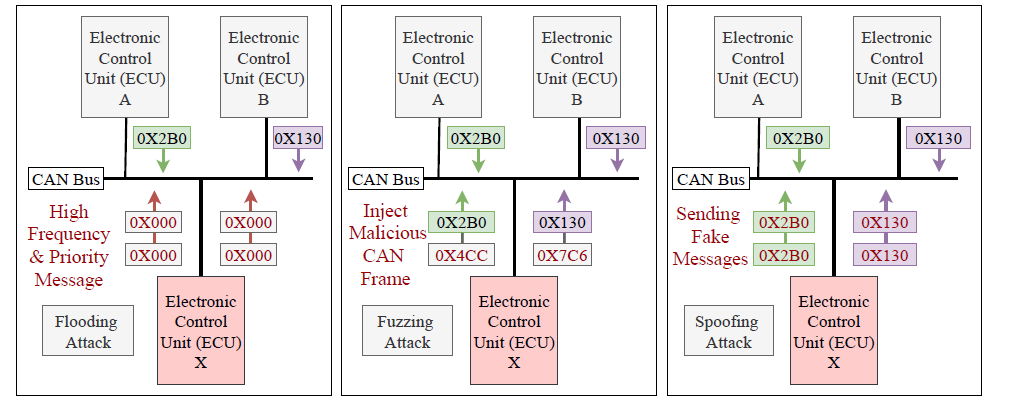 Electronic
Control
Unit (ECU)
A
Electronic
Control
Unit (ECU)
B
0X2B0
0X130
CAN Bus
High
Frequency
& Priority
Message
0X000
0X000
0X000
0X000
Electronic
Control
Unit (ECU)
X
Flooding
Attack
Electronic
Control
Unit (ECU)
A
Electronic
Control
Unit (ECU)
B
0X2B0
0X130
CAN Bus
Inject
Malicious
CAN
Frame
0X2B0
0X130
0X4CC
0X7C6
Electronic
Control
Unit (ECU)
X
Fuzzing
Attack
Electronic
Control
Unit (ECU)
A
Electronic
Control
Unit (ECU)
B
0X2B0
0X130
CAN Bus
Sending
Fake
Messages
0X2B0
0X130
0X2B0
0X130
Electronic
Control
Unit (ECU)
X
Spoofing
Attack